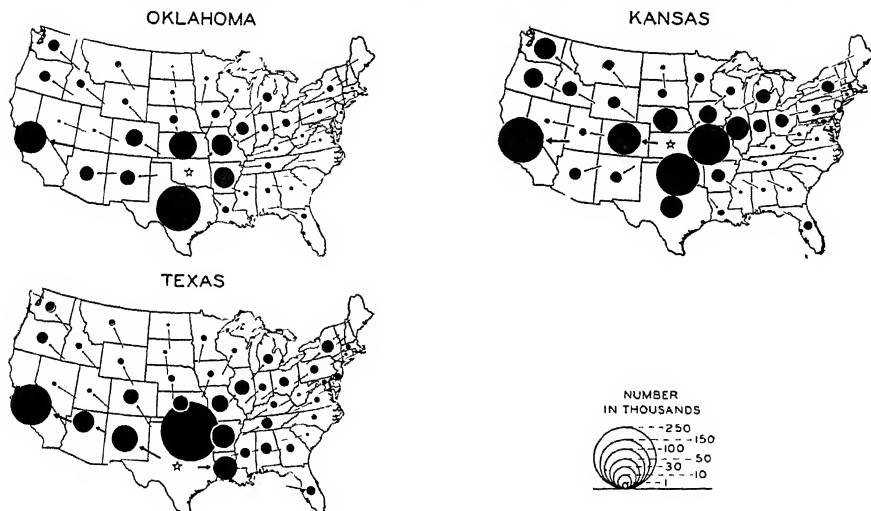 OKLAHOMA
KANSAS
TEXAS
NUMBER
IN THOUSANDS
250
150
100
50
30
10
1